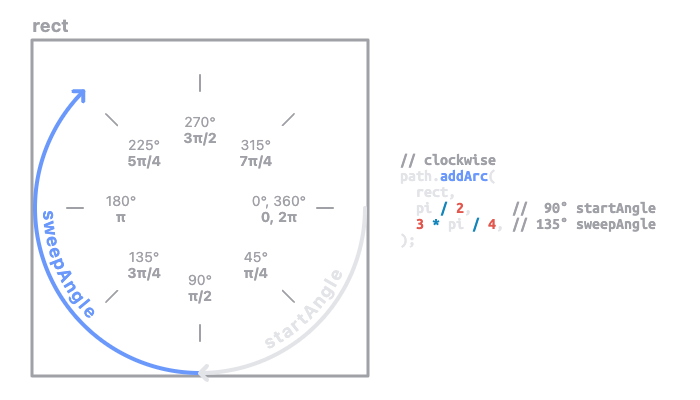 rect
270°
3π/2
225°
5π/4
315°
7π/4
180°
π
0°, 360°
0, 2π
135°
3π/4
45°
π/4
90°
π/2
sweepAngle
startAngle
// clockwise
path.addArc(
  rect,
  pi / 2,     //  90° startAngle
  3 * pi / 4, // 135° sweepAngle
);